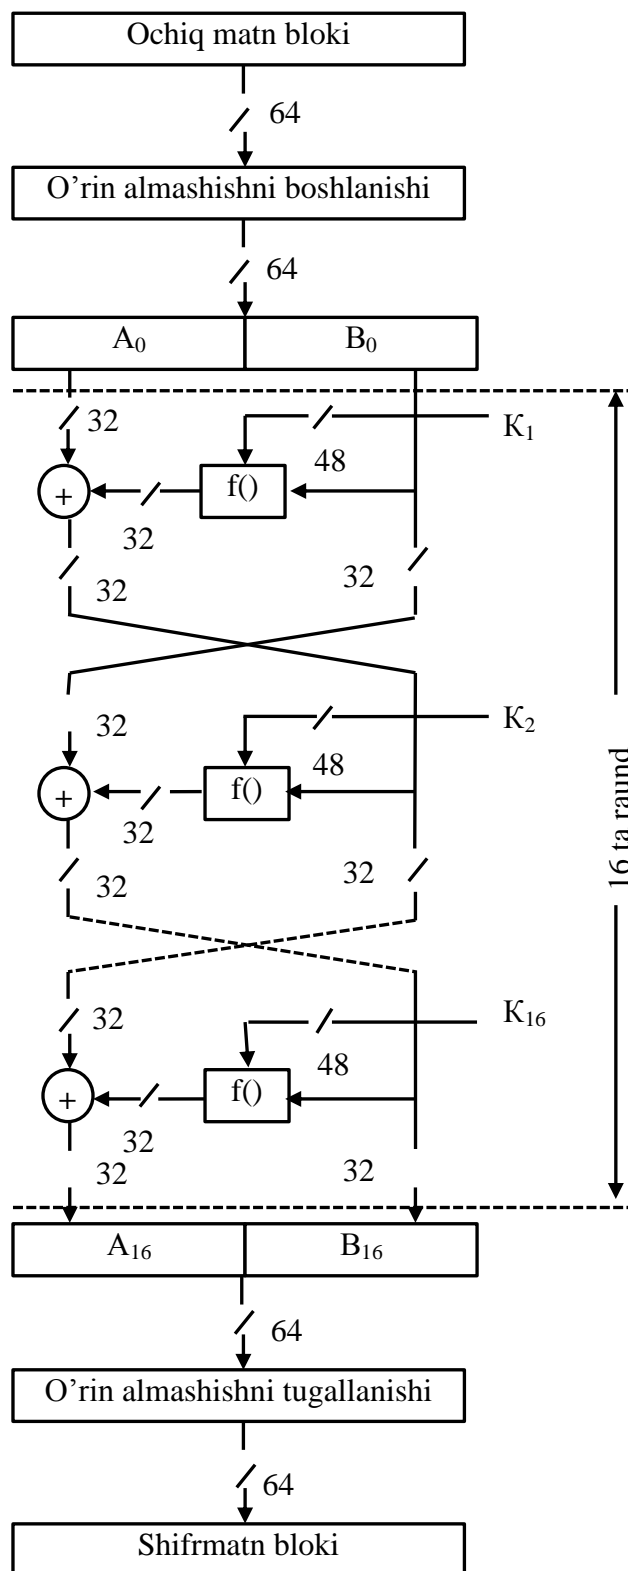 Ochiq matn bloki
64
O’rin almashishni boshlanishi
64
A₀ B₀
32
K₁
48
f()
+
32
32
32
32
K₂
48
f()
+
32
32
32
16 ta raund
32
K₁₆
48
f()
+
32
32
32
A₁₆ B₁₆
64
O’rin almashishni tugallanishi
64
Shifrmatn bloki